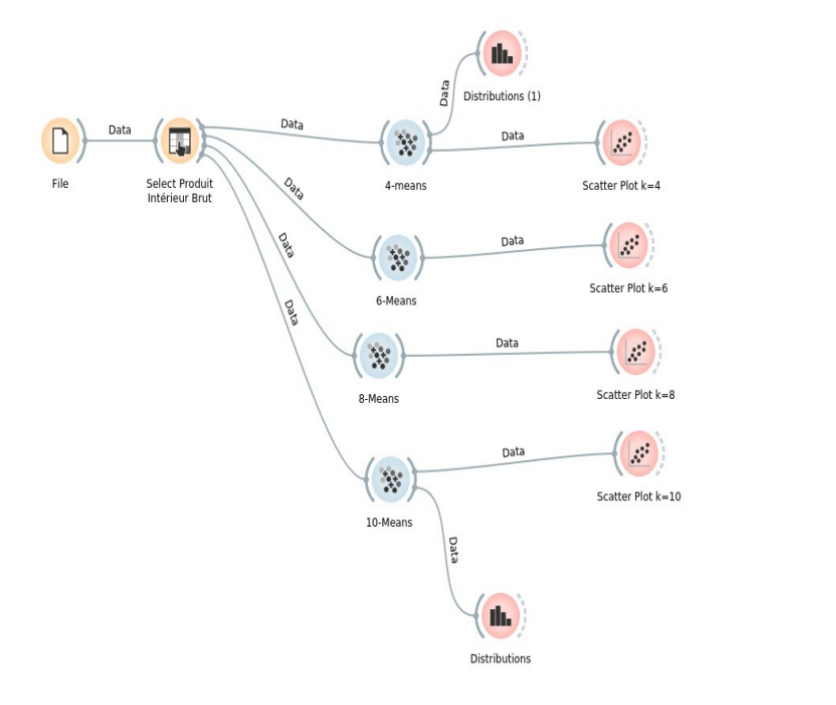 Distributions (1)
Data
Data
Data
Data
File
Select Produit
Intérieur Brut
4-means
Scatter Plot k=4
Data
Data
6-Means
Scatter Plot k=6
Data
Data
8-Means
Scatter Plot k=8
Data
Data
10-Means
Scatter Plot k=10
Data
Distributions